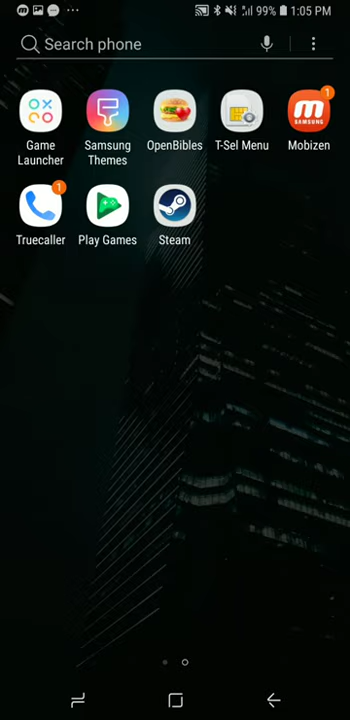 99% 1:05 PM
Search phone
1
Game Launcher
Samsung Themes
OpenBibles
T-Sel Menu
m SAMSUNG
Mobizen
1
Truecaller
Play Games
Steam